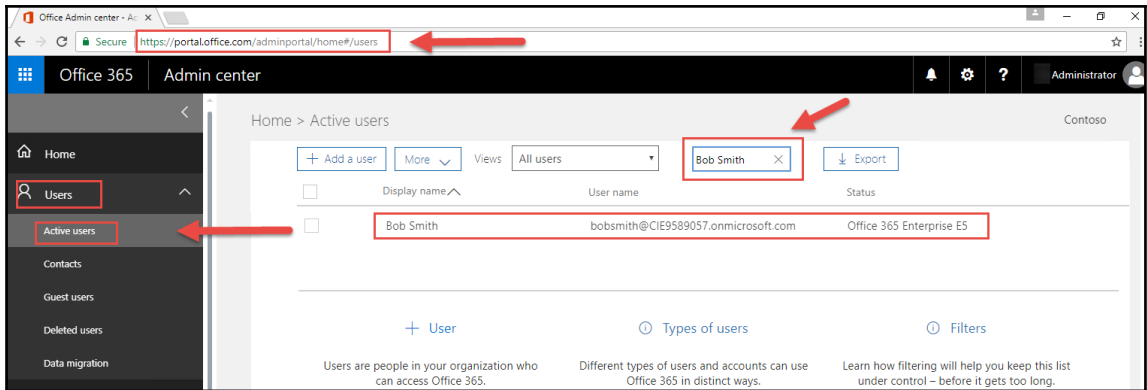 Office Admin center - Ac
Secure https://portal.office.com/adminportal/home#/users
Office 365 Admin center ? Administrator
Home > Active users Contoso
Home
+ Add a user More Views All users Bob Smith × Export
Users
Display name User name Status
Active users
Bob Smith bobsmith@CIE9589057.onmicrosoft.com Office 365 Enterprise E5
Contacts
Guest users
Deleted users
+ User Types of users Filters
Data migration
Users are people in your organization who Different types of users and accounts can use Learn how filtering will help you keep this list
can access Office 365. Office 365 in distinct ways. under control – before it gets too long.